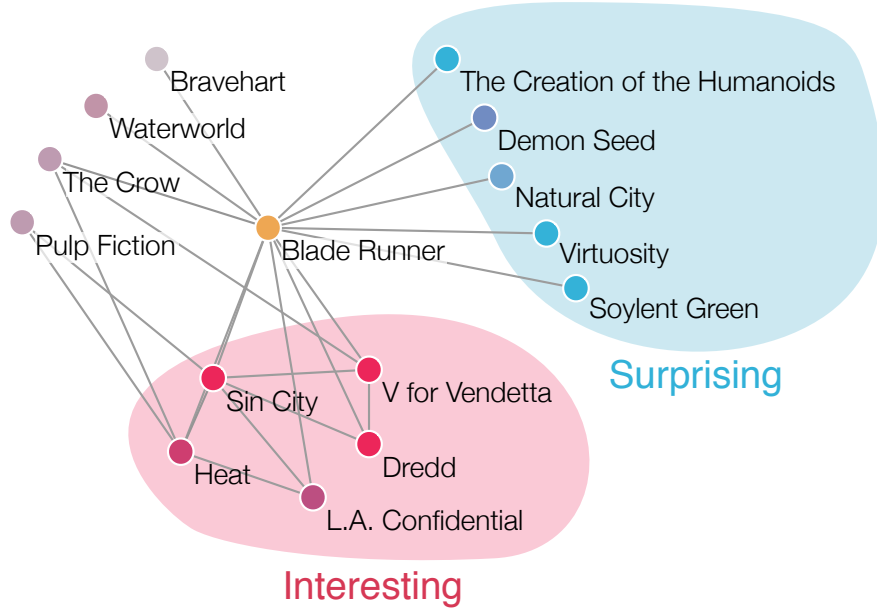 Bravehart
The Creation of the Humanoids
Waterworld
Demon Seed
The Crow
Natural City
Pulp Fiction
Blade Runner
Virtuosity
Soylent Green
Surprising
Sin City
V for Vendetta
Heat
Dredd
L.A. Confidential
Interesting